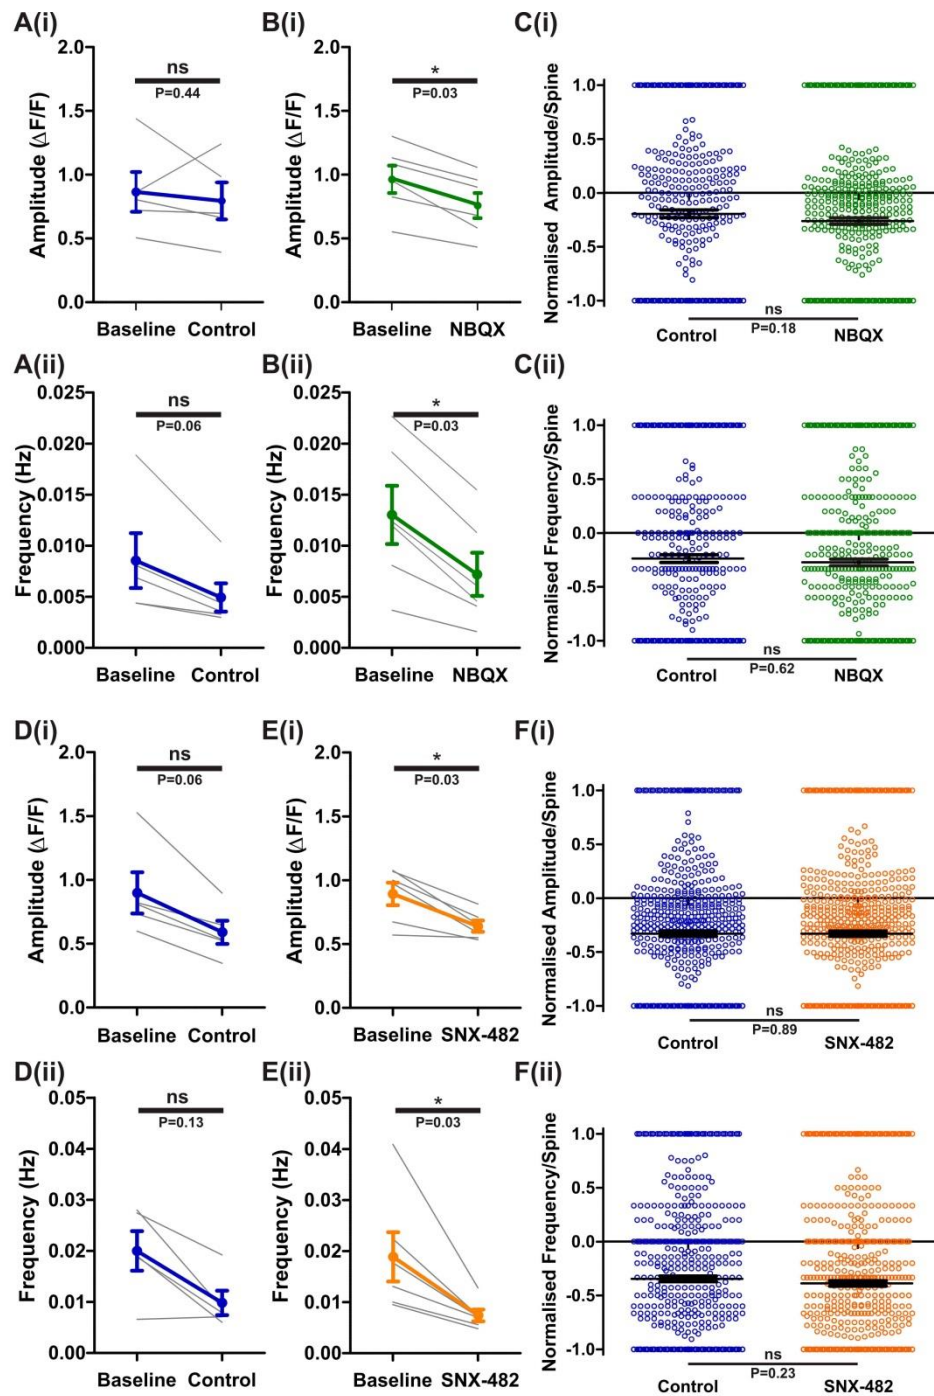 A(i)
Amplitude (ΔF/F)
2.0
1.5
1.0
0.5
0.0
ns
P=0.44
Baseline Control
B(i)
Amplitude (ΔF/F)
2.0
1.5
1.0
0.5
0.0
*
P=0.03
Baseline NBQX
C(i)
Normalised Amplitude/Spine
1.0
0.5
0.0
-0.5
-1.0
ns
P=0.18
Control NBQX
A(ii)
Frequency (Hz)
0.025
0.020
0.015
0.010
0.005
0.000
ns
P=0.06
Baseline Control
B(ii)
Frequency (Hz)
0.025
0.020
0.015
0.010
0.005
0.000
*
P=0.03
Baseline NBQX
C(ii)
Normalised Frequency/Spine
1.0
0.5
0.0
-0.5
-1.0
ns
P=0.62
Control NBQX
D(i)
Amplitude (ΔF/F)
2.0
1.5
1.0
0.5
0.0
ns
P=0.06
Baseline Control
E(i)
Amplitude (ΔF/F)
2.0
1.5
1.0
0.5
0.0
*
P=0.03
Baseline SNX-482
F(i)
Normalised Amplitude/Spine
1.0
0.5
0.0
-0.5
-1.0
ns
P=0.89
Control SNX-482
D(ii)
Frequency (Hz)
0.05
0.04
0.03
0.02
0.01
0.00
ns
P=0.13
Baseline Control
E(ii)
Frequency (Hz)
0.05
0.04
0.03
0.02
0.01
0.00
*
P=0.03
Baseline SNX-482
F(ii)
Normalised Frequency/Spine
1.0
0.5
0.0
-0.5
-1.0
ns
P=0.23
Control SNX-482